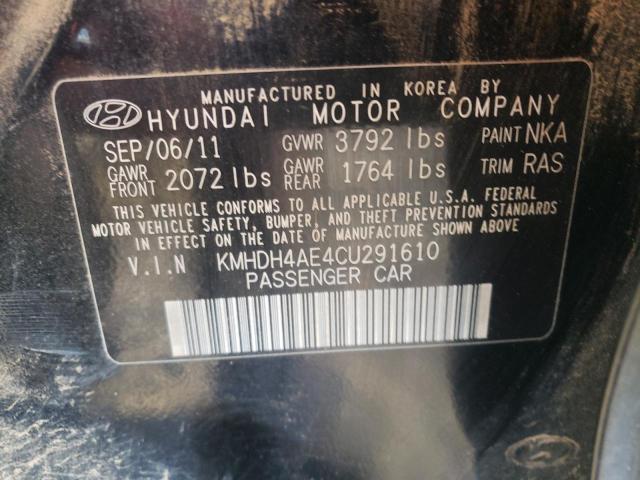 MANUFACTURED IN KOREA BY
HYUNDAI MOTOR COMPANY
SEP/06/11 GVWR 3792 lbs PAINT NKA
GAWR FRONT 2072 lbs GAWR REAR 1764 lbs TRIM RAS
THIS VEHICLE CONFORMS TO ALL APPLICABLE U.S.A. FEDERAL
MOTOR VEHICLE SAFETY, BUMPER, AND THEFT PREVENTION STANDARDS
IN EFFECT ON THE DATE OF MANUFACTURE SHOWN ABOVE.
V.I.N KMHDH4AE4CU291610
PASSENGER CAR